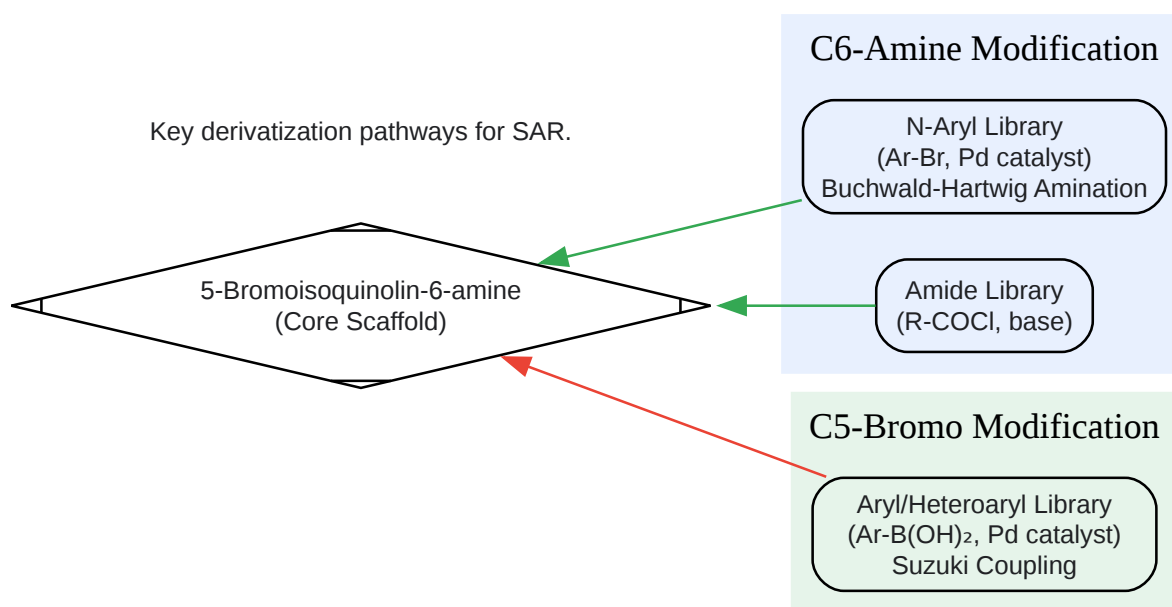 Key derivatization pathways for SAR.
5-Bromoisoquinolin-6-amine
(Core Scaffold)
C6-Amine Modification
N-Aryl Library
(Ar-Br, Pd catalyst)
Buchwald-Hartwig Amination
Amide Library
(R-COCl, base)
C5-Bromo Modification
Aryl/Heteroaryl Library
(Ar-B(OH)₂, Pd catalyst)
Suzuki Coupling